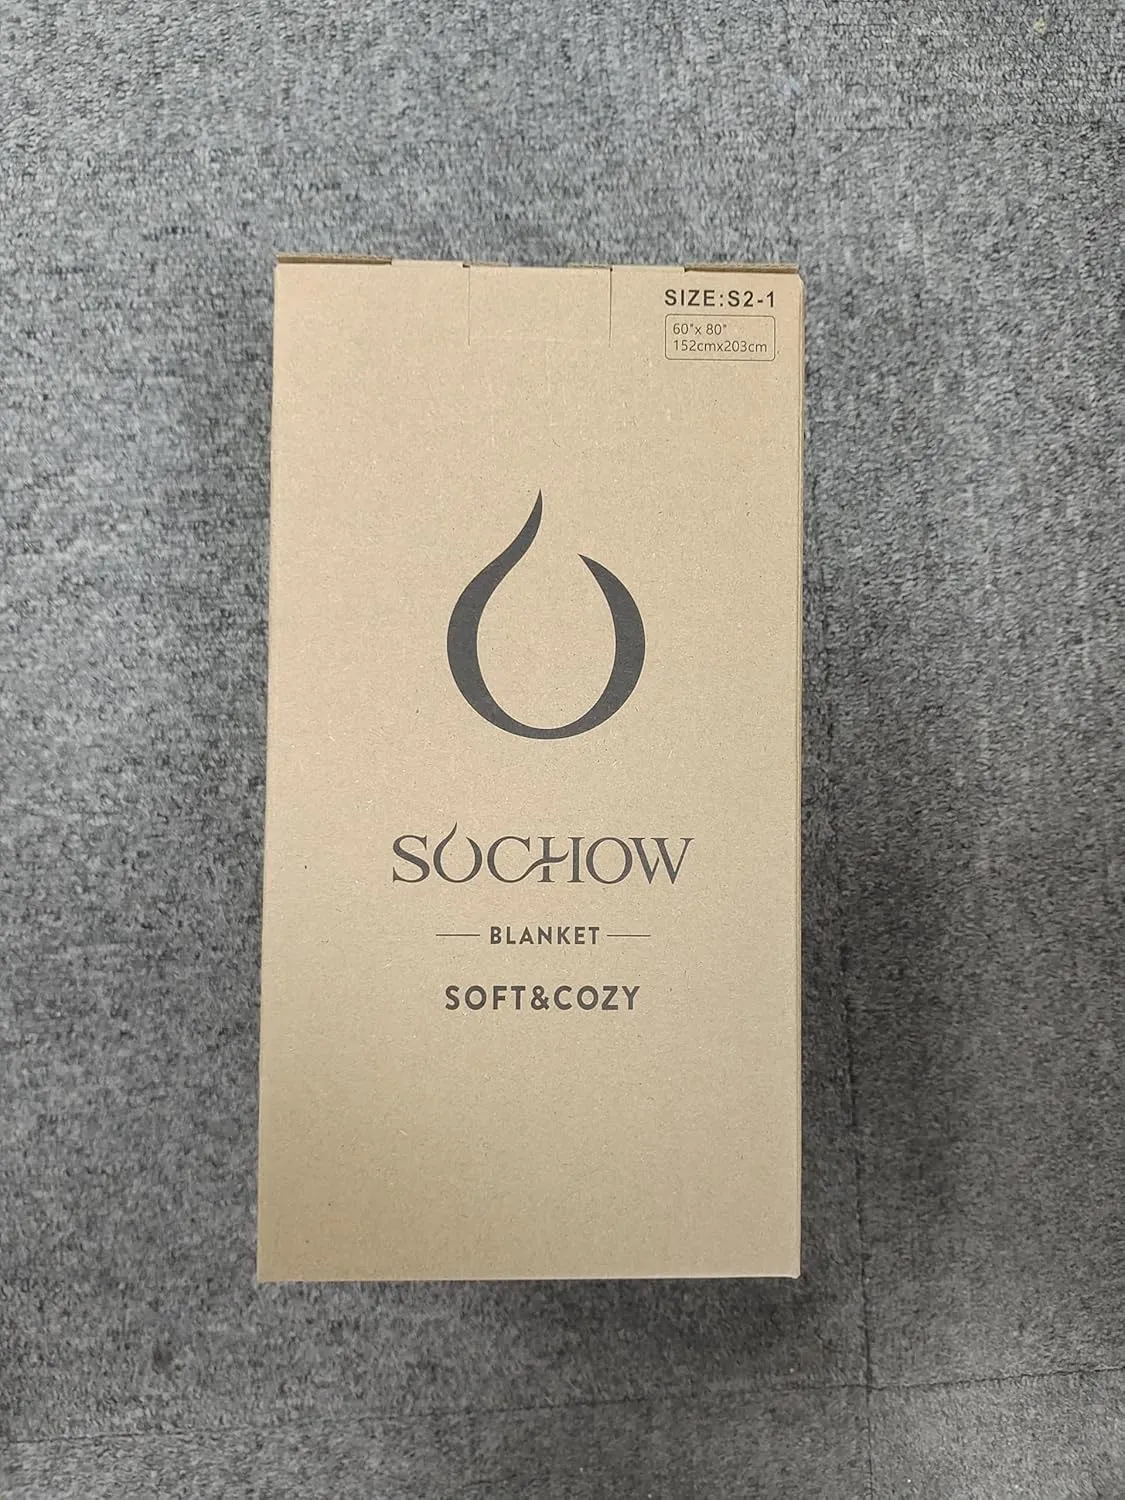 SIZE:S2-1
60"x 80"
152cmx203cm
SOCHOW
BLANKET
SOFT&COZY